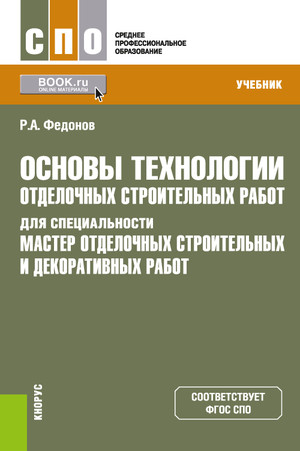 СПО
СРЕДНЕЕ
ПРОФЕССИОНАЛЬНОЕ
ОБРАЗОВАНИЕ
BOOK.ru
ONLINE МАТЕРИАЛЫ
УЧЕБНИК
Р.А. Федонов
ОСНОВЫ ТЕХНОЛОГИИ
ОТДЕЛОЧНЫХ СТРОИТЕЛЬНЫХ РАБОТ
ДЛЯ СПЕЦИАЛЬНОСТИ
МАСТЕР ОТДЕЛОЧНЫХ СТРОИТЕЛЬНЫХ
И ДЕКОРАТИВНЫХ РАБОТ
СООТВЕТСТВУЕТ
ФГОС СПО
КНОРУС